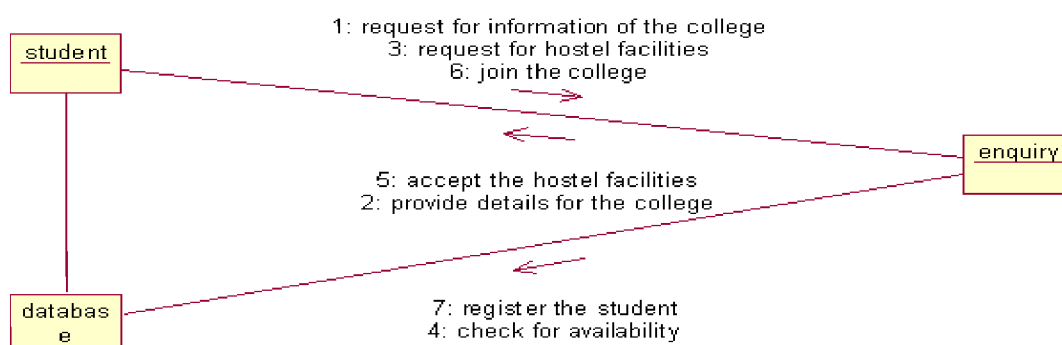 1: request for information of the college
3: request for hostel facilities
6: join the college
student
enquiry
5: accept the hostel facilities
2: provide details for the college
databas
e
7: register the student
4: check for availability